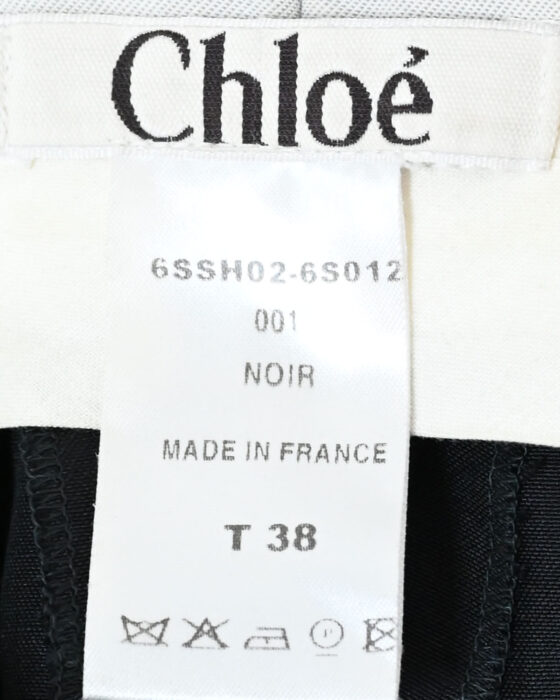 Chloé
6SSH02-6S012
001
NOIR
MADE IN FRANCE
T 38
P